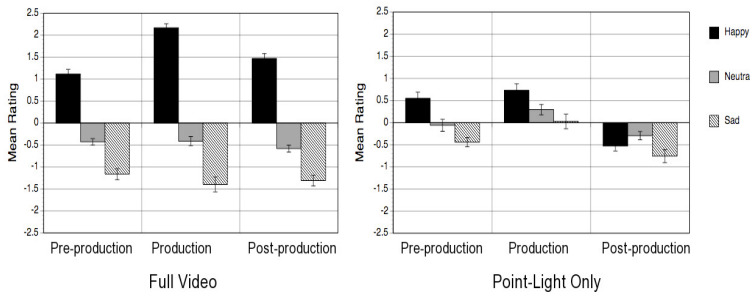 2.5
2
1.5
1
0.5
0
-0.5
-1
-1.5
-2
-2.5
Mean Rating
Pre-production Production Post-production
Full Video
2.5
2
1.5
1
0.5
0
-0.5
-1
-1.5
-2
-2.5
Mean Rating
Pre-production Production Post-production
Point-Light Only
Happy
Neutra
Sad